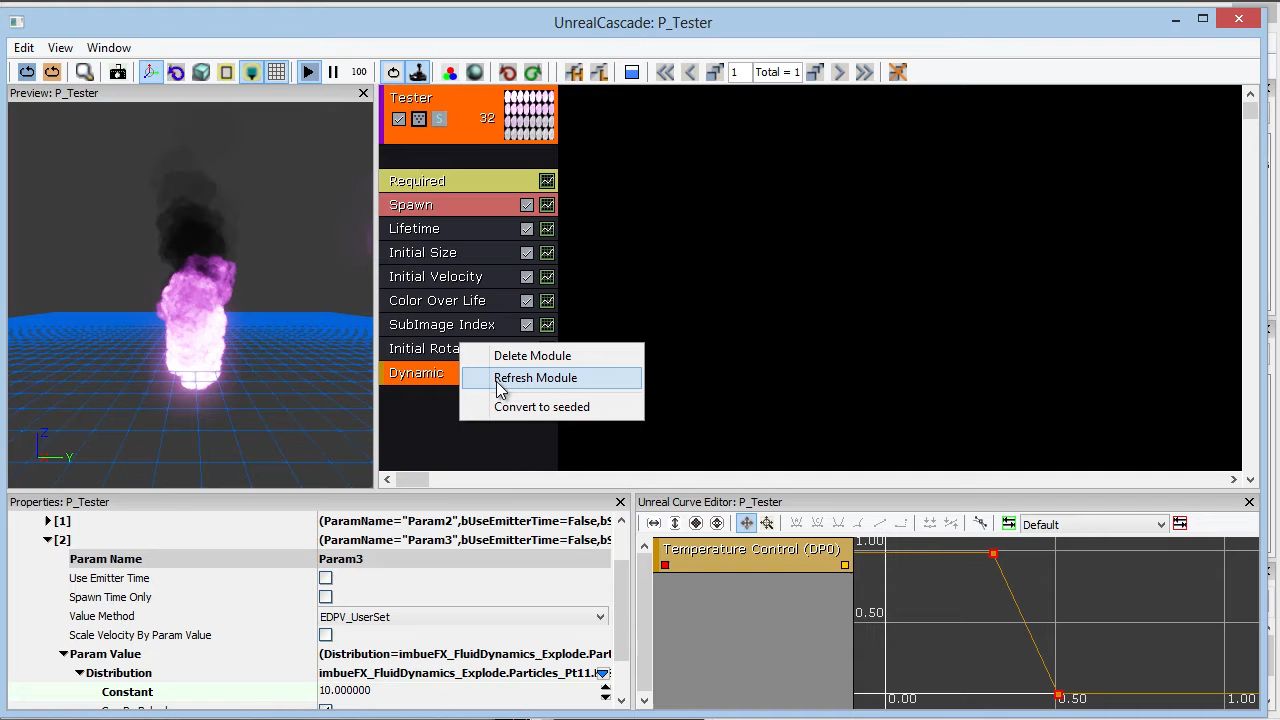 UnrealCascade: P_Tester
Edit View Window
100
1
Total = 1
Preview: P_Tester
Z
Y
Tester
S
32
Required
Spawn
Lifetime
Initial Size
Initial Velocity
Color Over Life
SubImage Index
Initial Rota
Dynamic
Delete Module
Refresh Module
Convert to seeded
Properties: P_Tester
[1] (ParamName="Param2",bUseEmitterTime=False,bS
[2] (ParamName="Param3",bUseEmitterTime=False,bS
Param Name Param3
Use Emitter Time
Spawn Time Only
Value Method EDPV_UserSet
Scale Velocity By Param Value
Param Value (Distribution=imbueFX_FluidDynamics_Explode.Part
Distribution imbueFX_FluidDynamics_Explode.Particles_Pt11.
Constant 10.000000
Unreal Curve Editor: P_Tester
Default
Temperature Control (DP0)
1.00
0.50
0.00 0.50 1.00